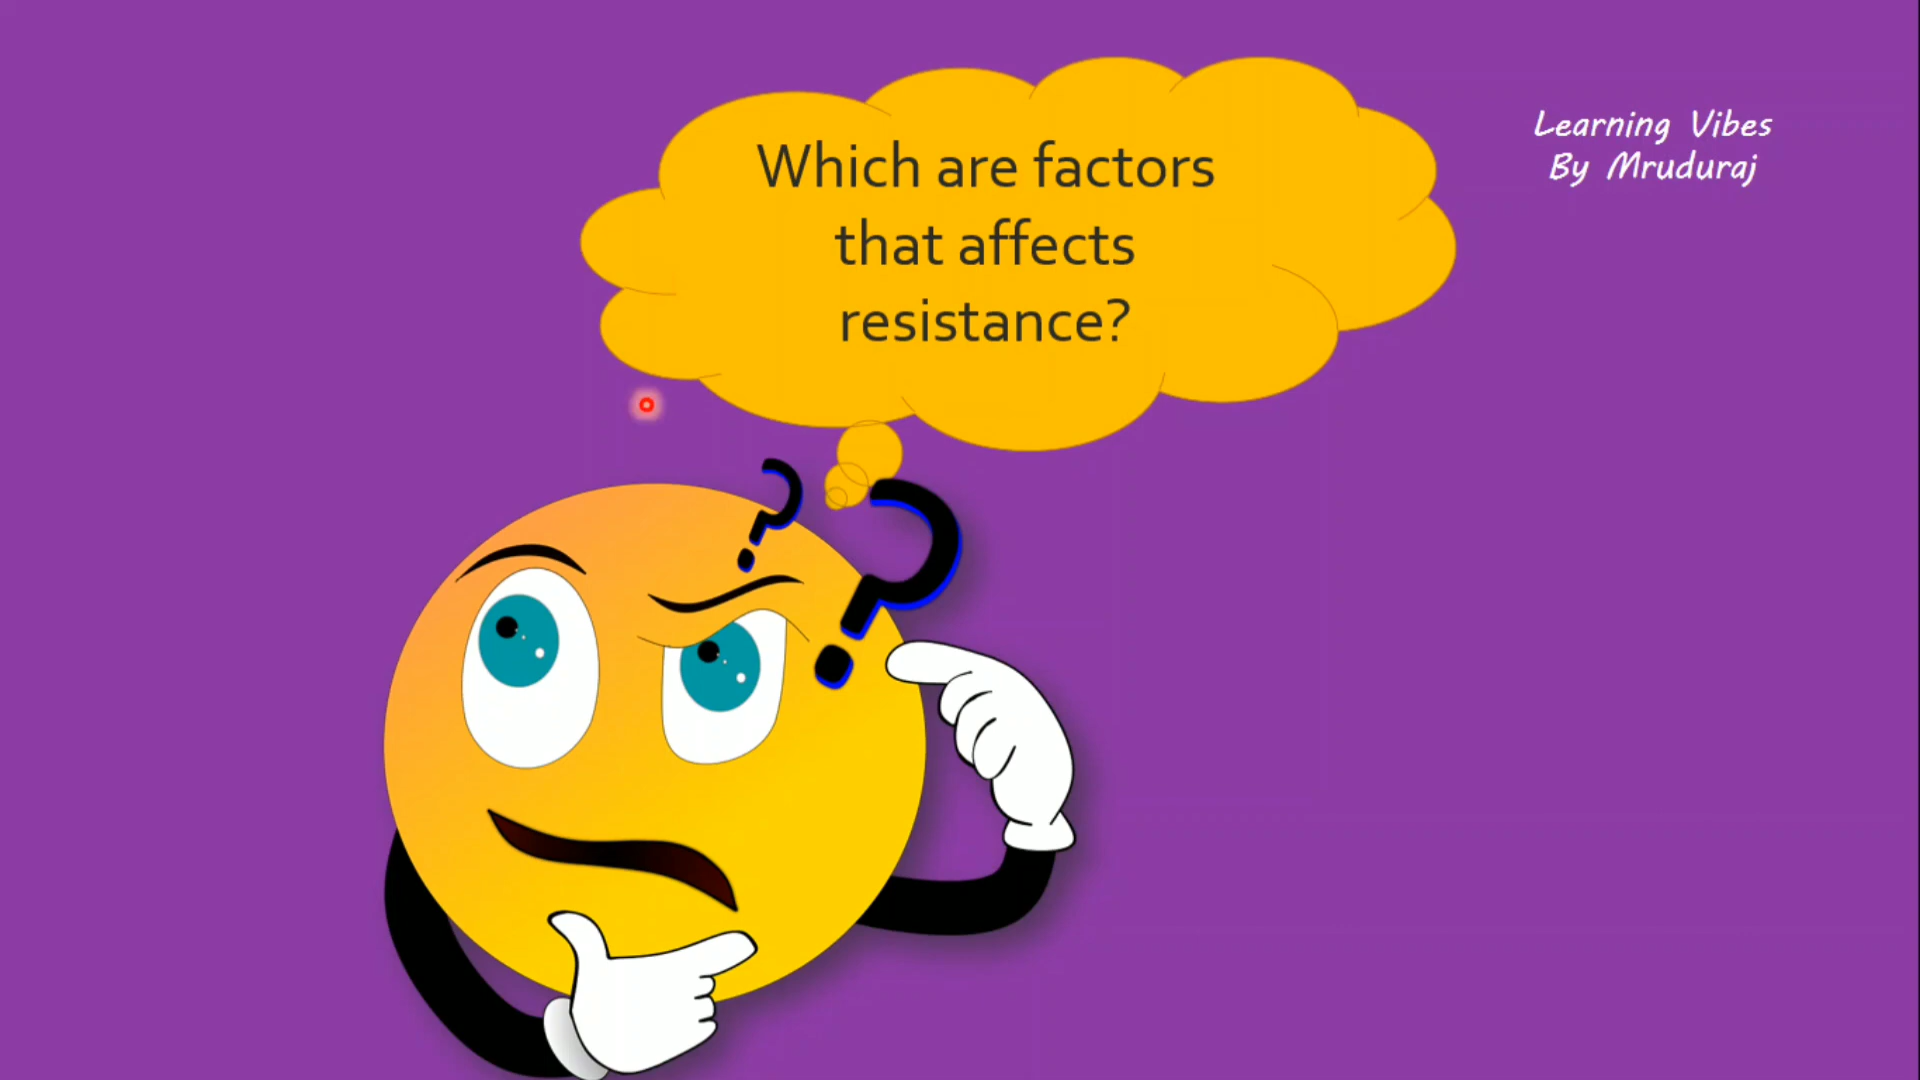 Which are factors
that affects
resistance?
Learning Vibes
By Mruduraj
? ?